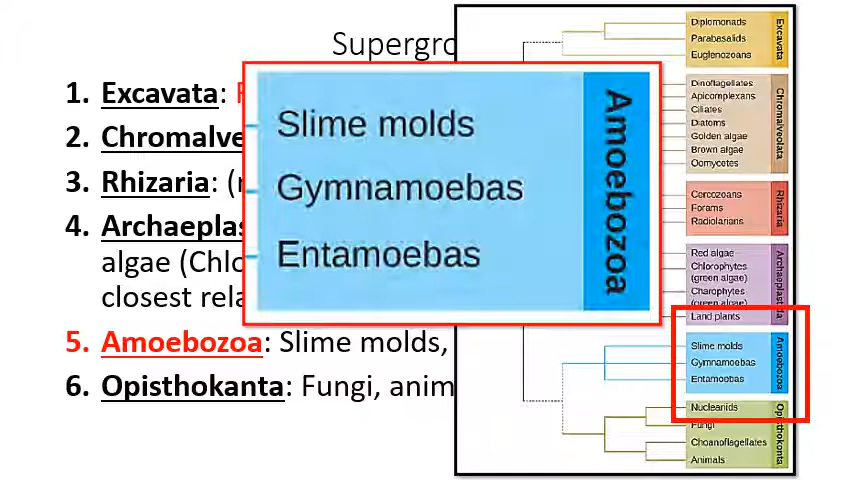 Supergro
1. Excavata:
2. Chromalve
3. Rhizaria: (r
4. Archaeplas
algae (Chlo
closest rela
5. Amoebozoa: Slime molds,
6. Opisthokanta: Fungi, anim
Slime molds
Gymnamoebas
Entamoebas
Amoebozoa
Diplomonads
Parabasalids
Euglenozoans
Excavata
Dinoflagellates
Apicomplexans
Ciliates
Diatoms
Golden algae
Brown algae
Oomycetes
Chromalveolata
Cercozoans
Forams
Radiolarians
Rhizaria
Red algae
Chlorophytes
(green algae)
Charophytes
(green algae)
Land plants
Archaeplastida
Slime molds
Gymnamoebas
Entamoebas
Amoebozoa
Nucleariids
Fungi
Choanoflagellates
Animals
Opisthokonta